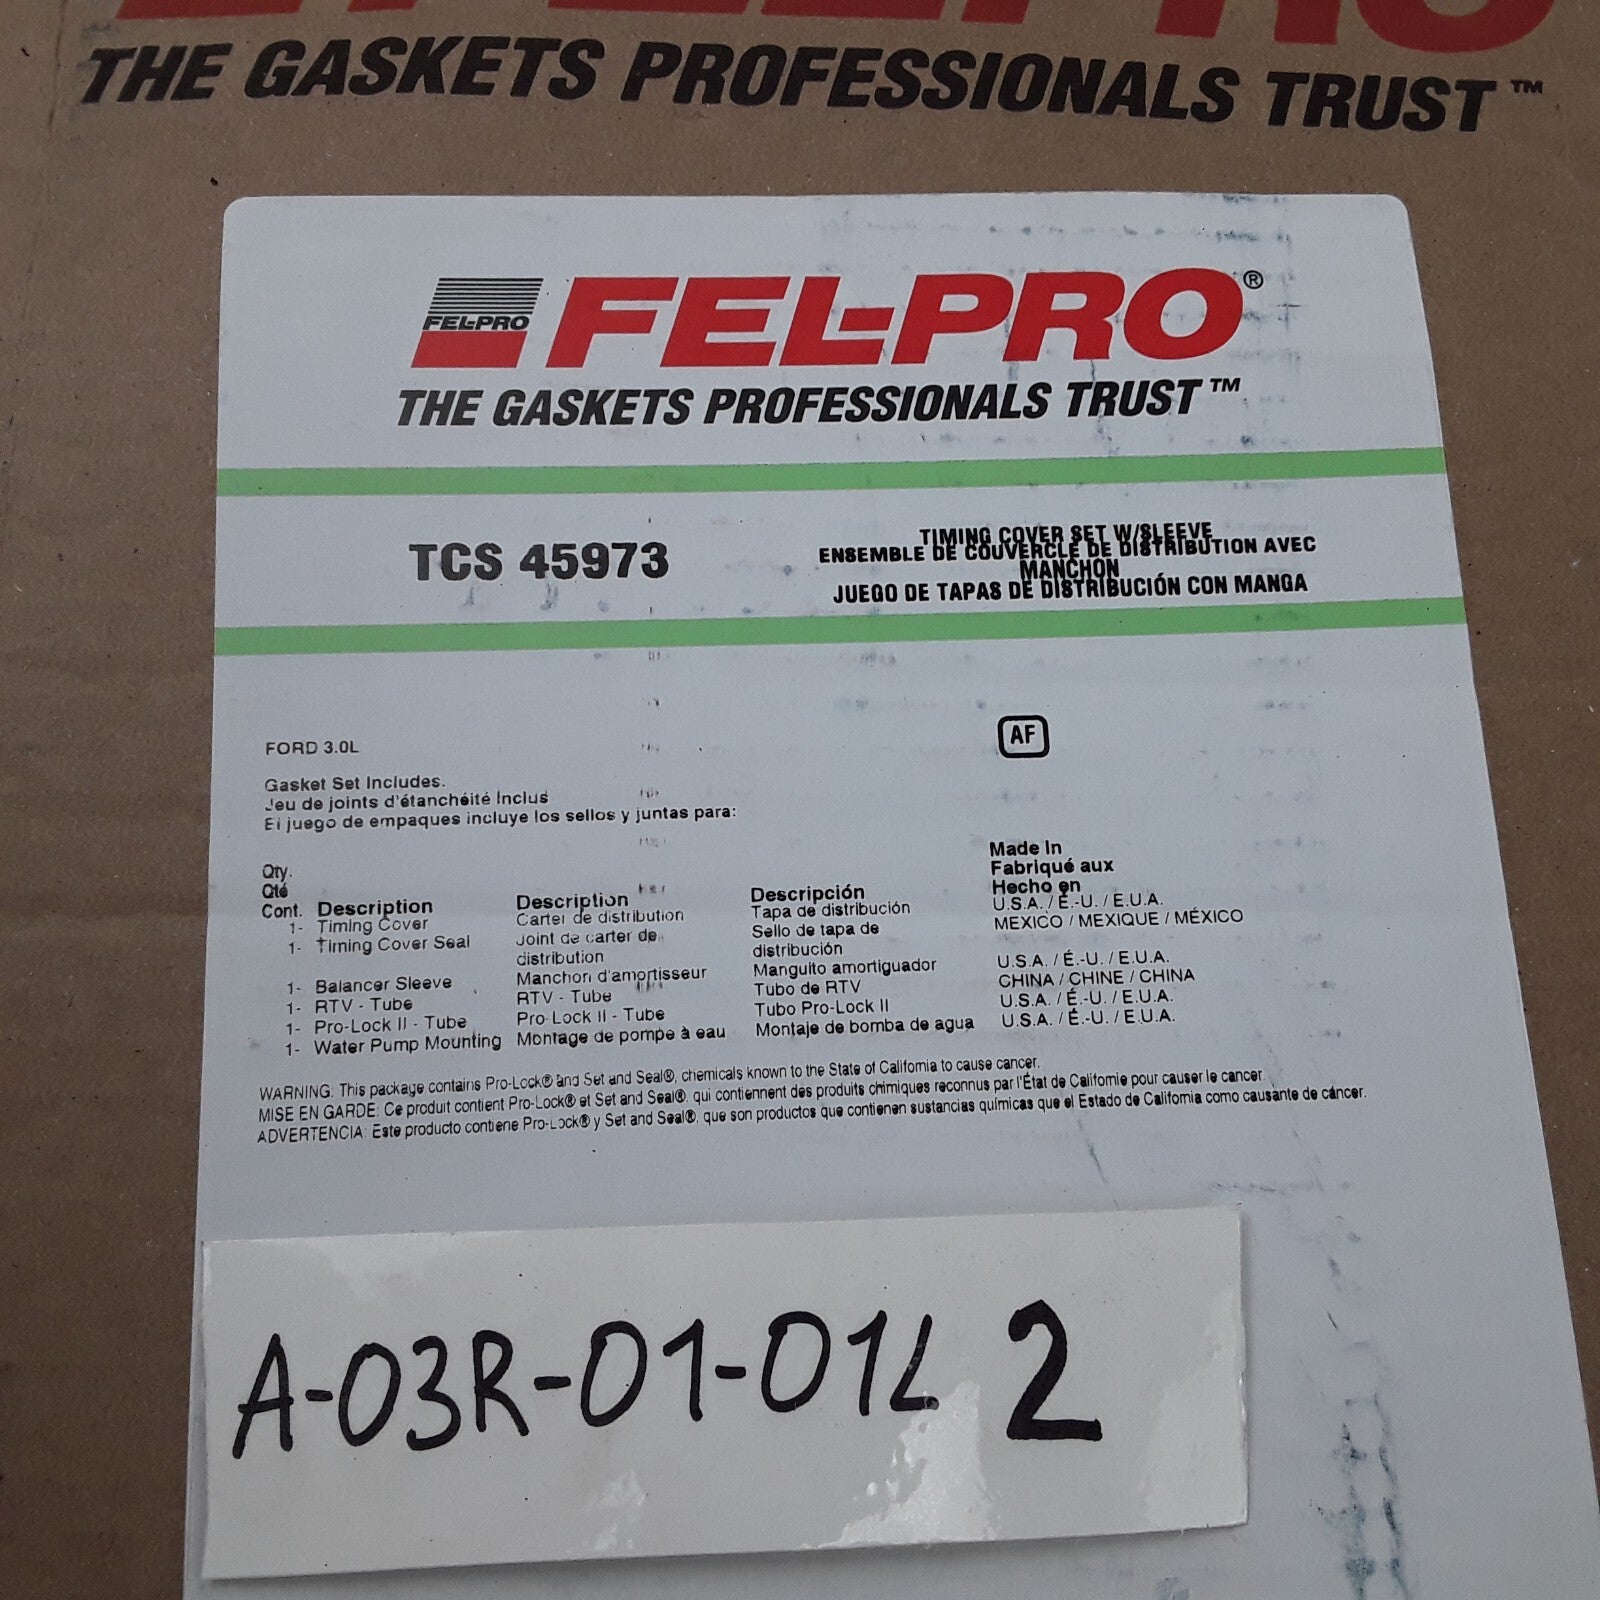 THE GASKETS PROFESSIONALS TRUST™
FEL-PRO
FEL-PRO®
THE GASKETS PROFESSIONALS TRUST™
TCS 45973
TIMING COVER SET W/SLEEVE
ENSEMBLE DE COUVERCLE DE DISTRIBUTION AVEC
MANCHON
JUEGO DE TAPAS DE DISTRIBUCIÓN CON MANGA
AF
FORD 3.0L
Gasket Set Includes.
Jeu de joints d'étanchéité Inclus
El juego de empaques incluye los sellos y juntas para:
Qty.
Qté
Cont. Description Description Descripción Made In
Fabriqué aux
Hecho en
1- Timing Cover Carter de distribution Tapa de distribución U.S.A. / É.-U. / E.U.A.
1- Timing Cover Seal Joint de carter de Sello de tapa de MEXICO / MEXIQUE / MÉXICO
distribution distribución
1- Balancer Sleeve Manchon d'amortisseur Manguito amortiguador U.S.A. / É.-U. / E.U.A.
1- RTV - Tube RTV - Tube Tubo de RTV CHINA / CHINE / CHINA
1- Pro-Lock II - Tube Pro-Lock II - Tube Tubo Pro-Lock II U.S.A. / É.-U. / E.U.A.
1- Water Pump Mounting Montage de pompe à eau Montaje de bomba de agua U.S.A. / É.-U. / E.U.A.
WARNING: This package contains Pro-Lock® and Set and Seal®, chemicals known to the State of California to cause cancer.
MISE EN GARDE: Ce produit contient Pro-Lock® et Set and Seal®, qui contiennent des produits chimiques reconnus par l'État de Californie pour causer le cancer.
ADVERTENCIA: Este producto contiene Pro-Lock® y Set and Seal®, que son productos que contienen sustancias químicas que el Estado de California como causante de cáncer.
A-03R-01-01L 2